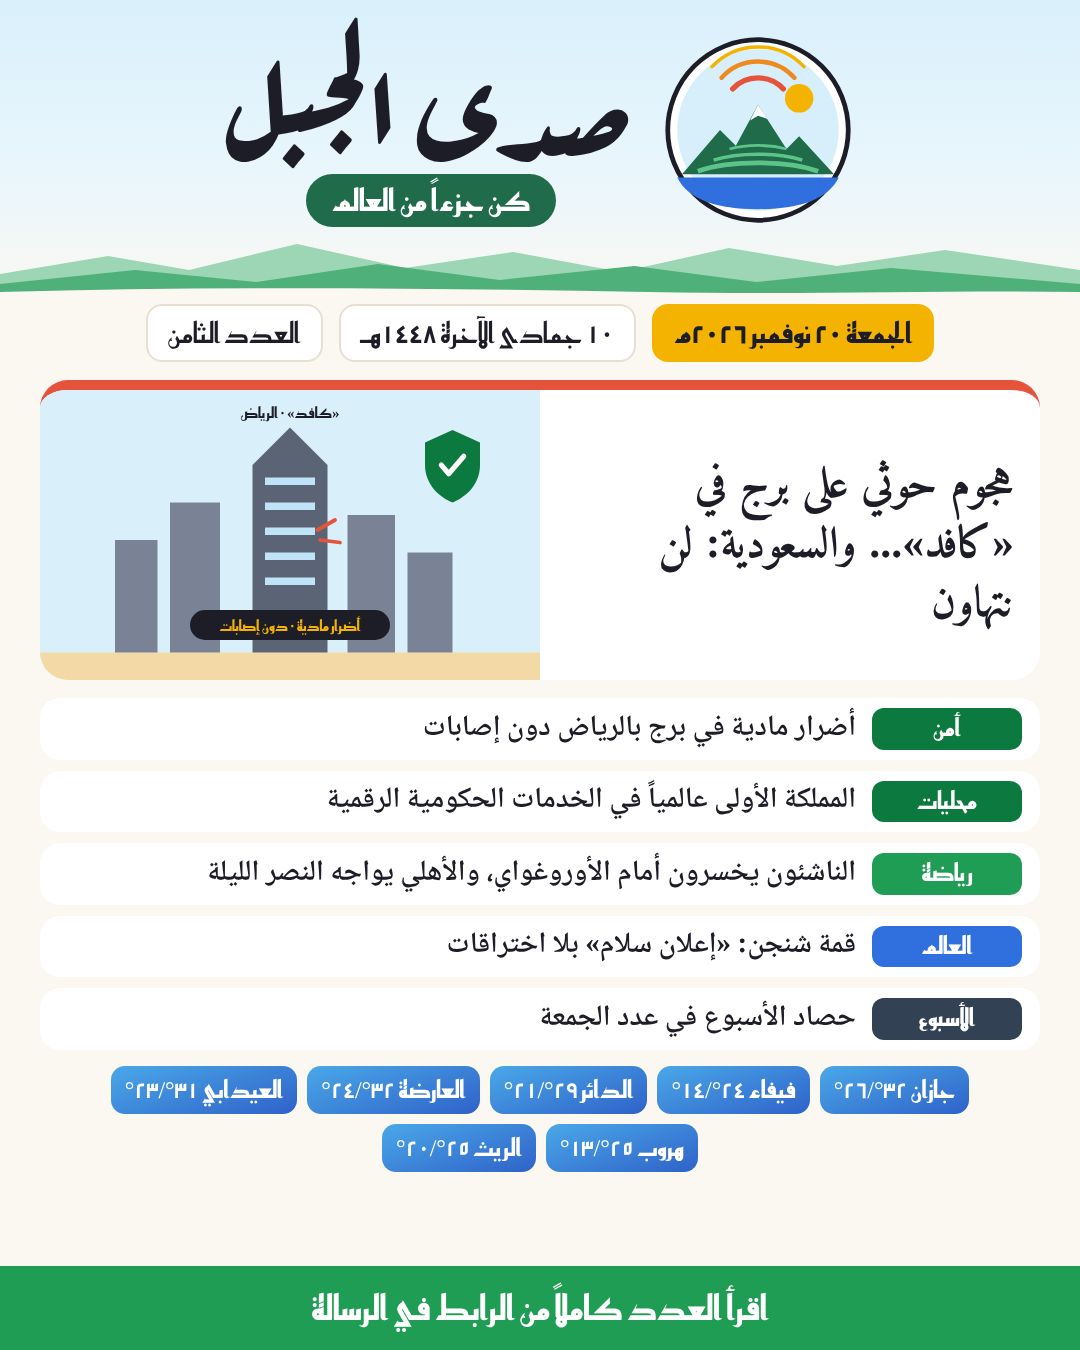 صدى الجبل
كن جزءاً من العالم
الجمعة ٢٠ نوفمبر ٢٠٢٦م
١٠ جمادى الآخرة ١٤٤٨هـ
العدد الثامن
هجوم حوثي على برج في
«كافد»... والسعودية: لن
نتهاون
«كافد» · الرياض
أضرار مادية · دون إصابات
أمن
أضرار مادية في برج بالرياض دون إصابات
محليات
المملكة الأولى عالمياً في الخدمات الحكومية الرقمية
رياضة
الناشئون يخسرون أمام الأوروغواي، والأهلي يواجه النصر الليلة
العالم
قمة شنجن: «إعلان سلام» بلا اختراقات
الأسبوع
حصاد الأسبوع في عدد الجمعة
جازان ٣٢°/٢٦°
فيفاء ٢٤°/١٤°
الدائر ٢٩°/٢١°
العارضة ٣٢°/٢٤°
العيدابي ٣١°/٢٣°
هروب ٢٥°/١٣°
الريث ٢٥°/٢٠°
اقرأ العدد كاملاً من الرابط في الرسالة